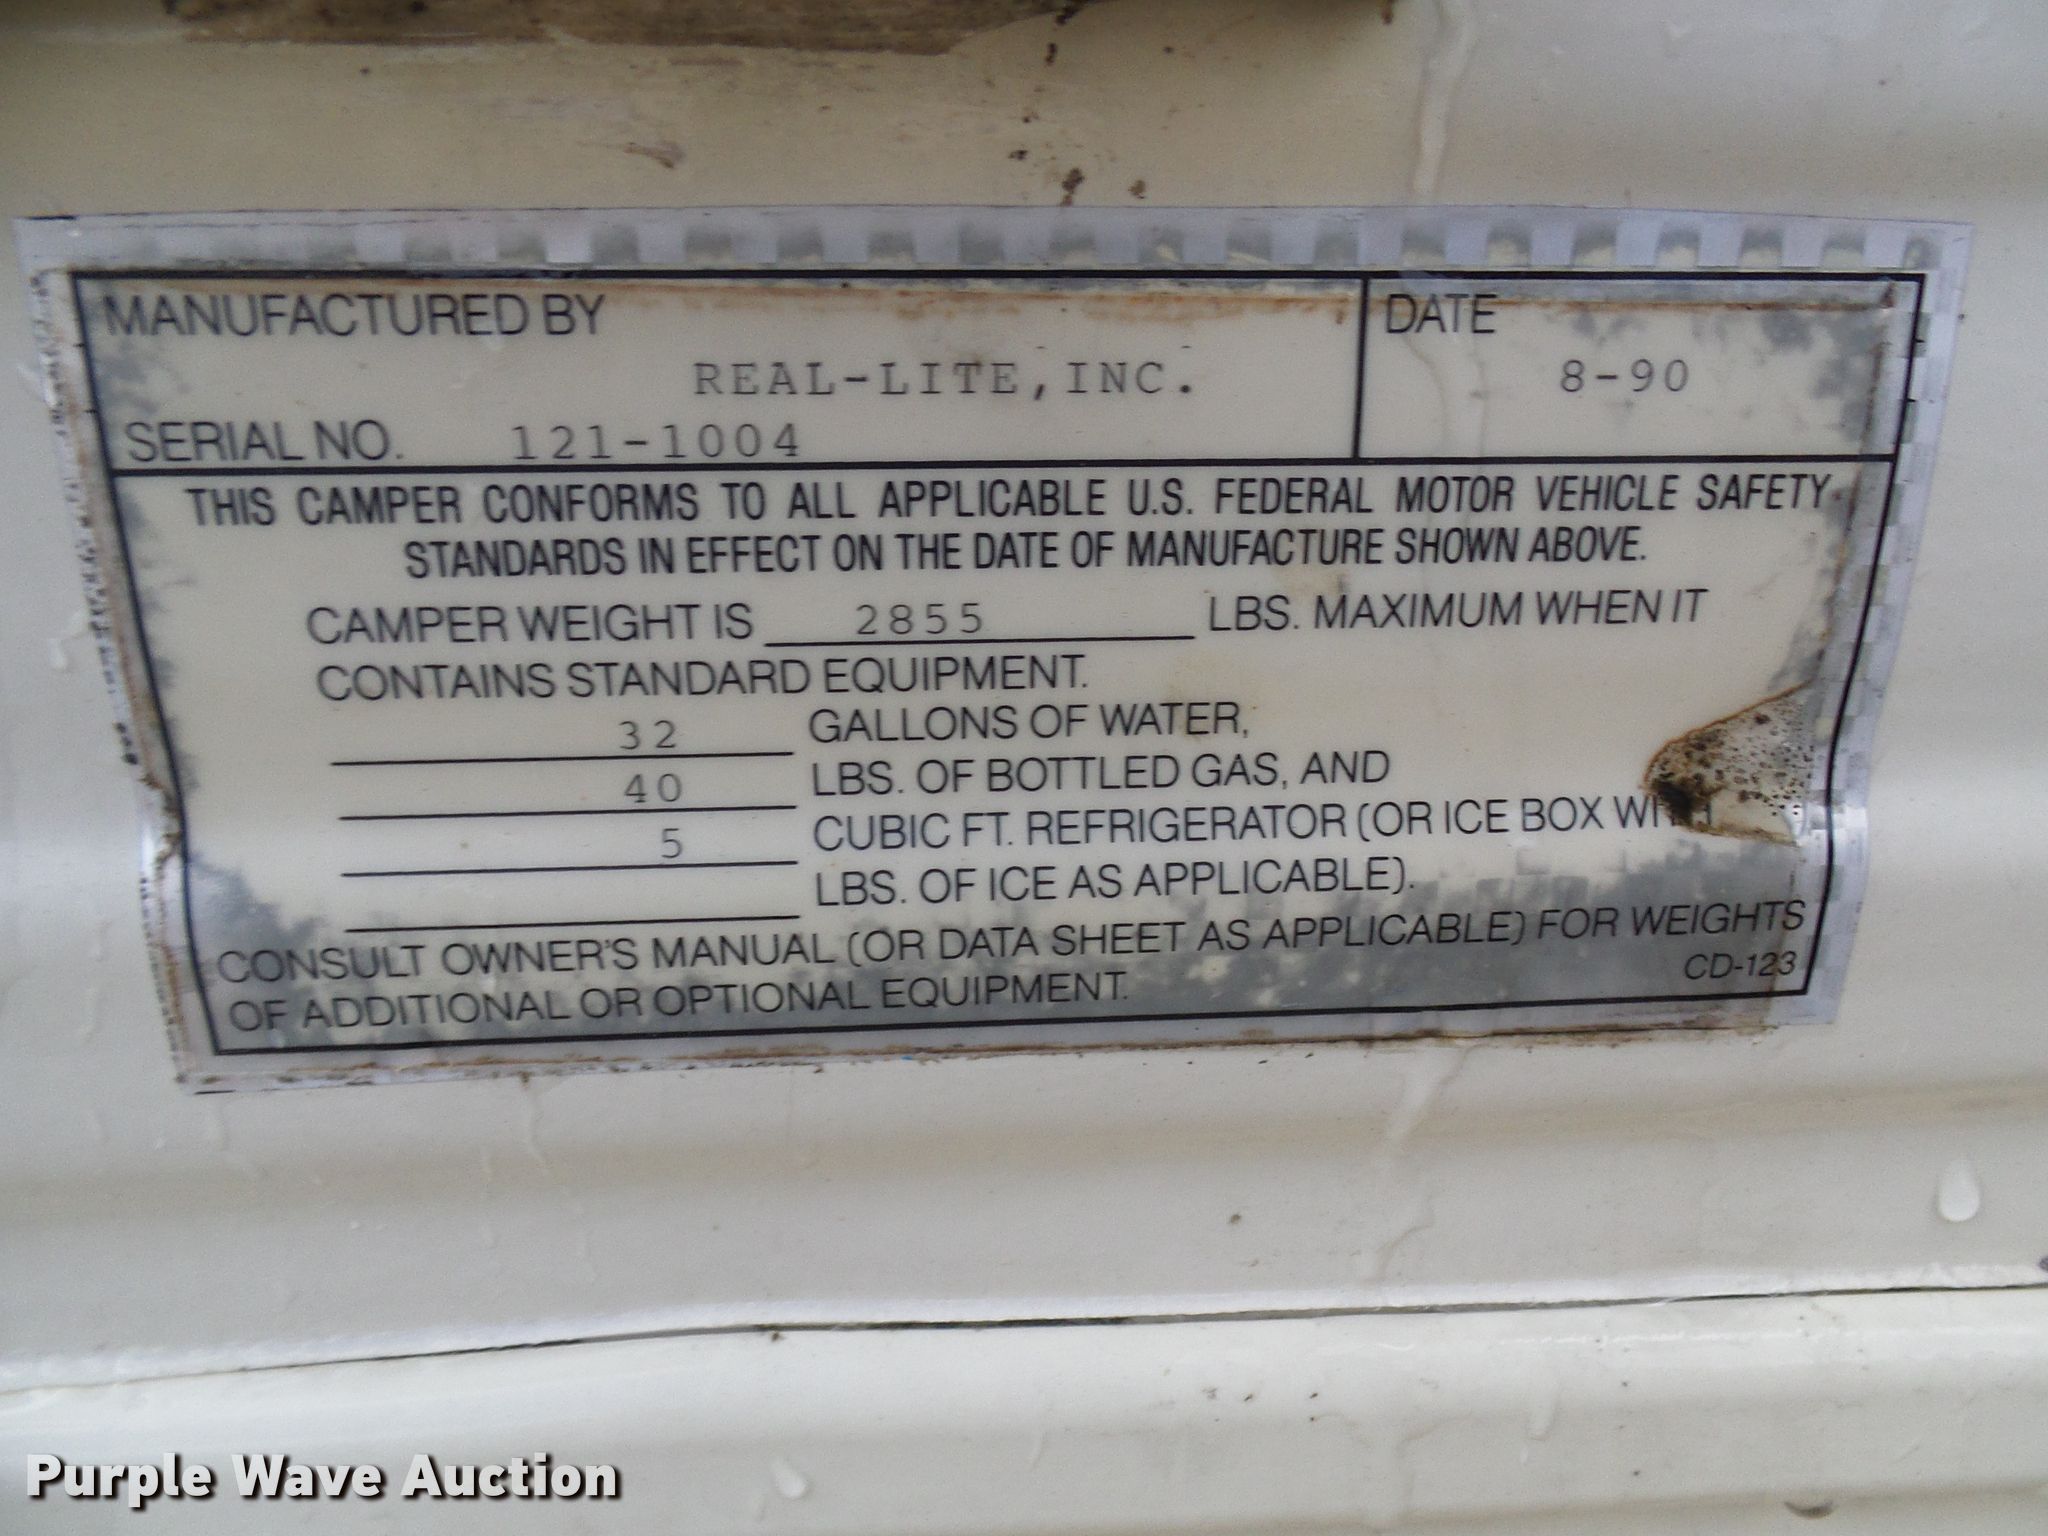 MANUFACTURED BY
REAL-LITE, INC.
DATE
8-90
SERIAL NO. 121-1004
THIS CAMPER CONFORMS TO ALL APPLICABLE U.S. FEDERAL MOTOR VEHICLE SAFETY
STANDARDS IN EFFECT ON THE DATE OF MANUFACTURE SHOWN ABOVE.
CAMPER WEIGHT IS 2855 LBS. MAXIMUM WHEN IT
CONTAINS STANDARD EQUIPMENT.
32 GALLONS OF WATER,
40 LBS. OF BOTTLED GAS, AND
5 CUBIC FT. REFRIGERATOR (OR ICE BOX WITH
LBS. OF ICE AS APPLICABLE).
CONSULT OWNER'S MANUAL (OR DATA SHEET AS APPLICABLE) FOR WEIGHTS
OF ADDITIONAL OR OPTIONAL EQUIPMENT.
CD-123
Purple Wave Auction